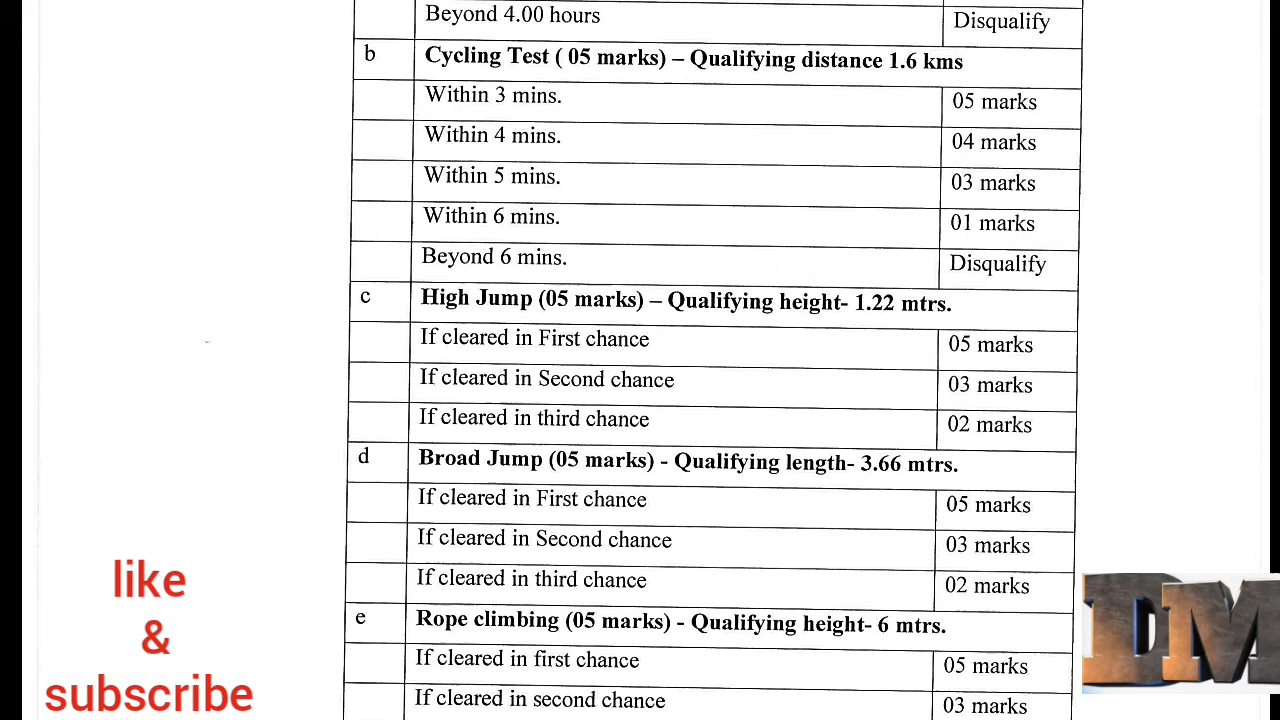 Beyond 4.00 hours Disqualify
b Cycling Test ( 05 marks) – Qualifying distance 1.6 kms
Within 3 mins. 05 marks
Within 4 mins. 04 marks
Within 5 mins. 03 marks
Within 6 mins. 01 marks
Beyond 6 mins. Disqualify
c High Jump (05 marks) – Qualifying height- 1.22 mtrs.
If cleared in First chance 05 marks
If cleared in Second chance 03 marks
If cleared in third chance 02 marks
d Broad Jump (05 marks) - Qualifying length- 3.66 mtrs.
If cleared in First chance 05 marks
If cleared in Second chance 03 marks
If cleared in third chance 02 marks
e Rope climbing (05 marks) - Qualifying height- 6 mtrs.
If cleared in first chance 05 marks
If cleared in second chance 03 marks
like
&
subscribe
DM